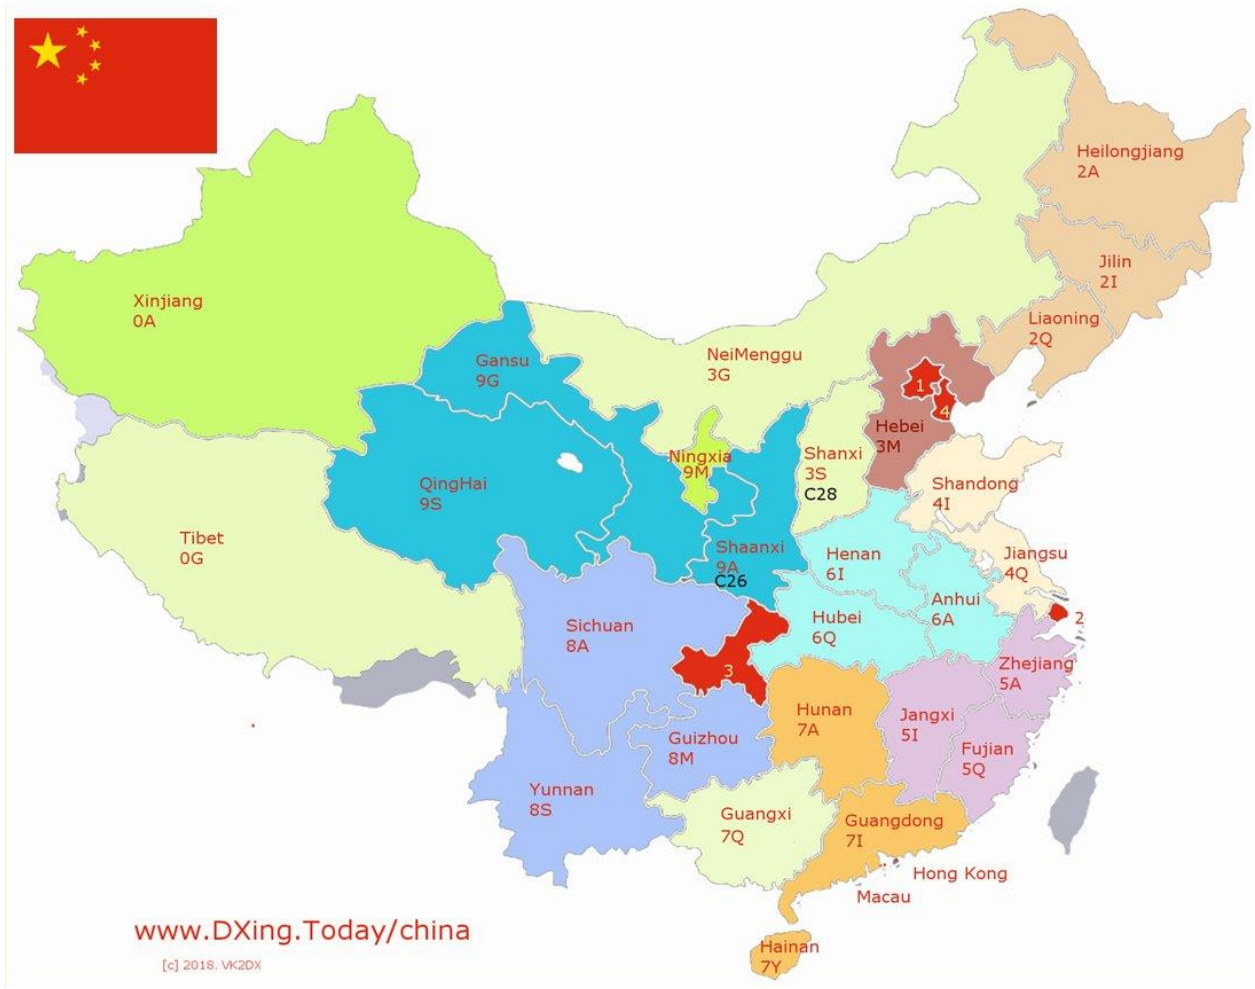 Heilongjiang
2A
Jilin
2I
Xinjiang
0A
Liaoning
2Q
NeiMenggu
3G
Gansu
9G
1
4
Hebei
3M
Shanxi
3S
C28
Ningxia
9M
QingHai
9S
Shandong
4I
Tibet
0G
Shaanxi
9A
C26
Henan
6I
Jiangsu
4Q
Anhui
6A
Hubei
6Q
2
Sichuan
8A
3
Zhejiang
5A
Hunan
7A
Jangxi
5I
Guizhou
8M
Fujian
5Q
Yunnan
8S
Guangxi
7Q
Guangdong
7I
Hong Kong
Macau
www.DXing.Today/china
Hainan
7Y
[c] 2018. VK2DX